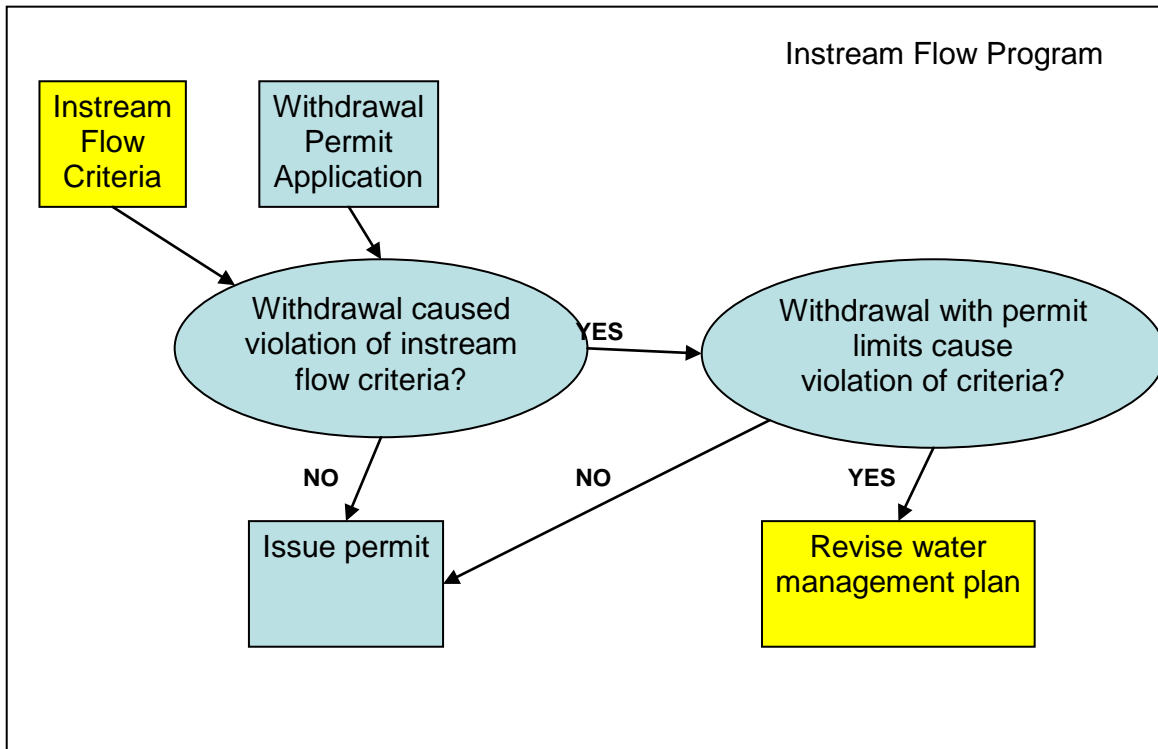 Instream Flow Program
Instream
Flow
Criteria
Withdrawal
Permit
Application
Withdrawal caused
violation of instream
flow criteria?
YES
Withdrawal with permit
limits cause
violation of criteria?
NO
NO
YES
Issue permit
Revise water
management plan